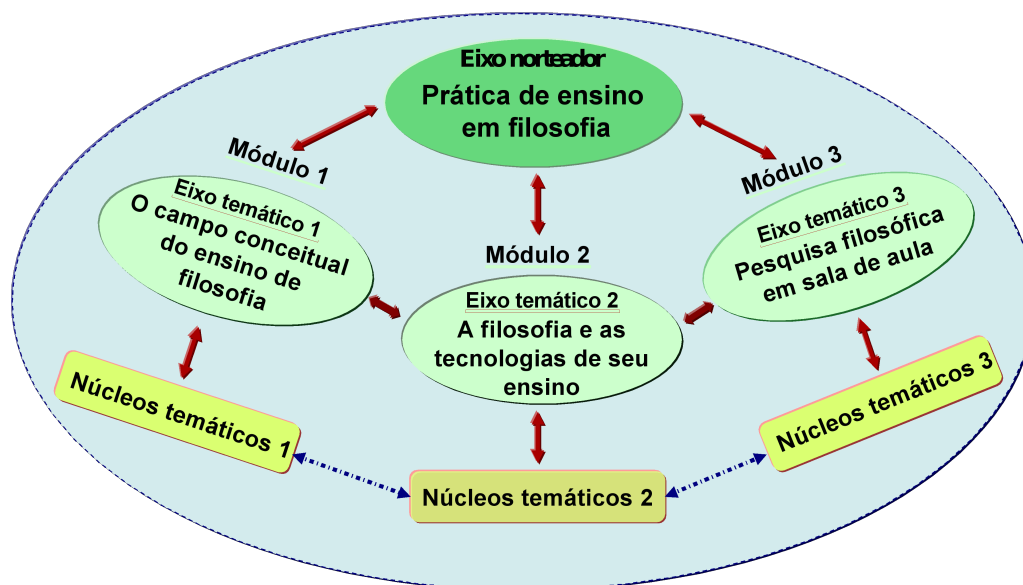 Eixo norteador
Prática de ensino
em filosofia
Módulo 1
Eixo temático 1
O campo conceitual
do ensino de
filosofia
Módulo 2
Eixo temático 2
A filosofia e as
tecnologias de seu
ensino
Módulo 3
Eixo temático 3
Pesquisa filosófica
em sala de aula
Núcleos temáticos 1
Núcleos temáticos 2
Núcleos temáticos 3